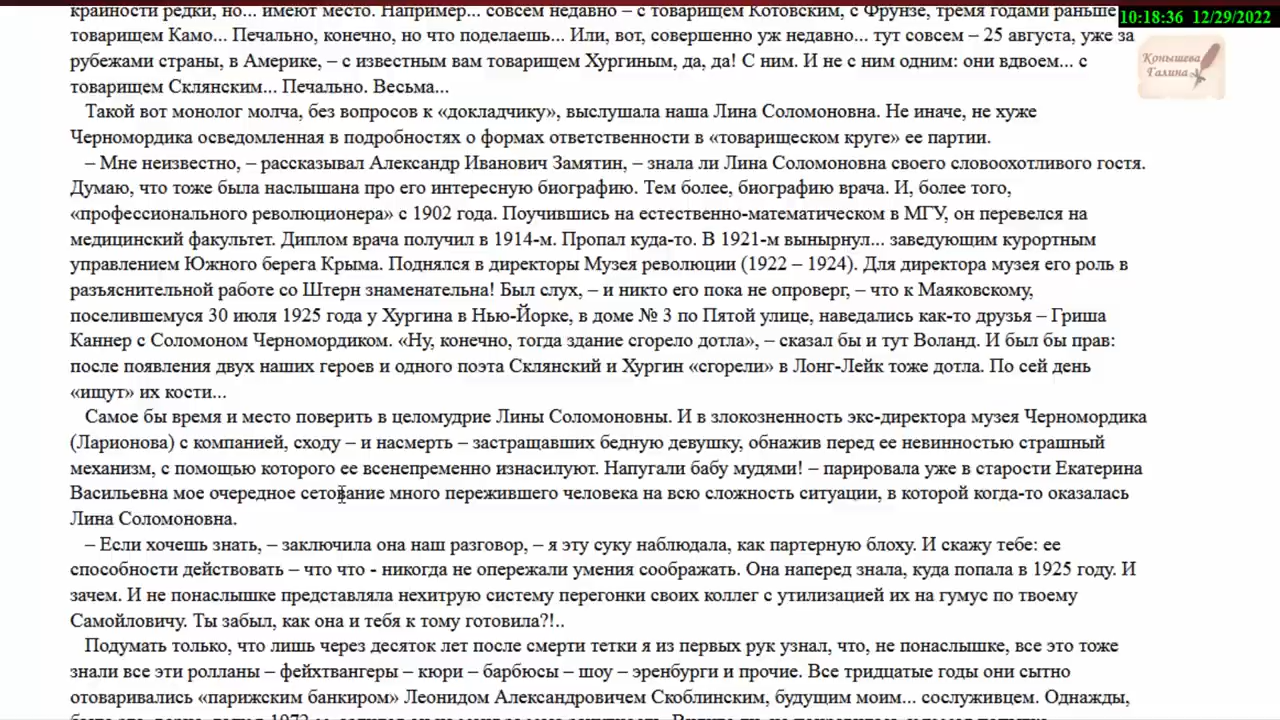 крайности редки, но... имеют место. Например... совсем недавно – с товарищем Котовским, с Фрунзе, тремя годами раньше
10:18:36 12/29/2022
товарищем Камо... Печально, конечно, но что поделаешь... Или, вот, совершенно уж недавно... тут совсем – 25 августа, уже за
рубежами страны, в Америке, – с известным вам товарищем Хургиным, да, да! С ним. И не с ним одним: они вдвоем... с
Конышева
Галина
товарищем Склянским... Печально. Весьма...
Такой вот монолог молча, без вопросов к «докладчику», выслушала наша Лина Соломоновна. Не иначе, не хуже
Черномордика осведомленная в подробностях о формах ответственности в «товарищеском круге» ее партии.
– Мне неизвестно, – рассказывал Александр Иванович Замятин, – знала ли Лина Соломоновна своего словоохотливого гостя.
Думаю, что тоже была наслышана про его интересную биографию. Тем более, биографию врача. И, более того,
«профессионального революционера» с 1902 года. Поучившись на естественно-математическом в МГУ, он перевелся на
медицинский факультет. Диплом врача получил в 1914-м. Пропал куда-то. В 1921-м вынырнул... заведующим курортным
управлением Южного берега Крыма. Поднялся в директоры Музея революции (1922 – 1924). Для директора музея его роль в
разъяснительной работе со Штерн знаменательна! Был слух, – и никто его пока не опроверг, – что к Маяковскому,
поселившемуся 30 июля 1925 года у Хургина в Нью-Йорке, в доме № 3 по Пятой улице, наведались как-то друзья – Гриша
Каннер с Соломоном Черномордиком. «Ну, конечно, тогда здание сгорело дотла», – сказал бы и тут Воланд. И был бы прав:
после появления двух наших героев и одного поэта Склянский и Хургин «сгорели» в Лонг-Лейк тоже дотла. По сей день
«ищут» их кости...
Самое бы время и место поверить в целомудрие Лины Соломоновны. И в злокозненность экс-директора музея Черномордика
(Ларионова) с компанией, сходу – и насмерть – застращавших бедную девушку, обнажив перед ее невинностью страшный
механизм, с помощью которого ее всенепременно изнасилуют. Напугали бабу мудями! – парировала уже в старости Екатерина
Васильевна мое очередное сетование много пережившего человека на всю сложность ситуации, в которой когда-то оказалась
Лина Соломоновна.
– Если хочешь знать, – заключила она наш разговор, – я эту суку наблюдала, как партерную блоху. И скажу тебе: ее
способности действовать – что что - никогда не опережали умения соображать. Она наперед знала, куда попала в 1925 году. И
зачем. И не понаслышке представляла нехитрую систему перегонки своих коллег с утилизацией их на гумус по твоему
Самойловичу. Ты забыл, как она и тебя к тому готовила?!..
Подумать только, что лишь через десяток лет после смерти тетки я из первых рук узнал, что, не понаслышке, все это тоже
знали все эти ролланы – фейхтвангеры – кюри – барбюсы – шоу – эренбурги и прочие. Все тридцатые годы они сытно
отоваривались «парижским банкиром» Леонидом Александровичем Скоблинским, будущим моим... сослуживцем. Однажды,